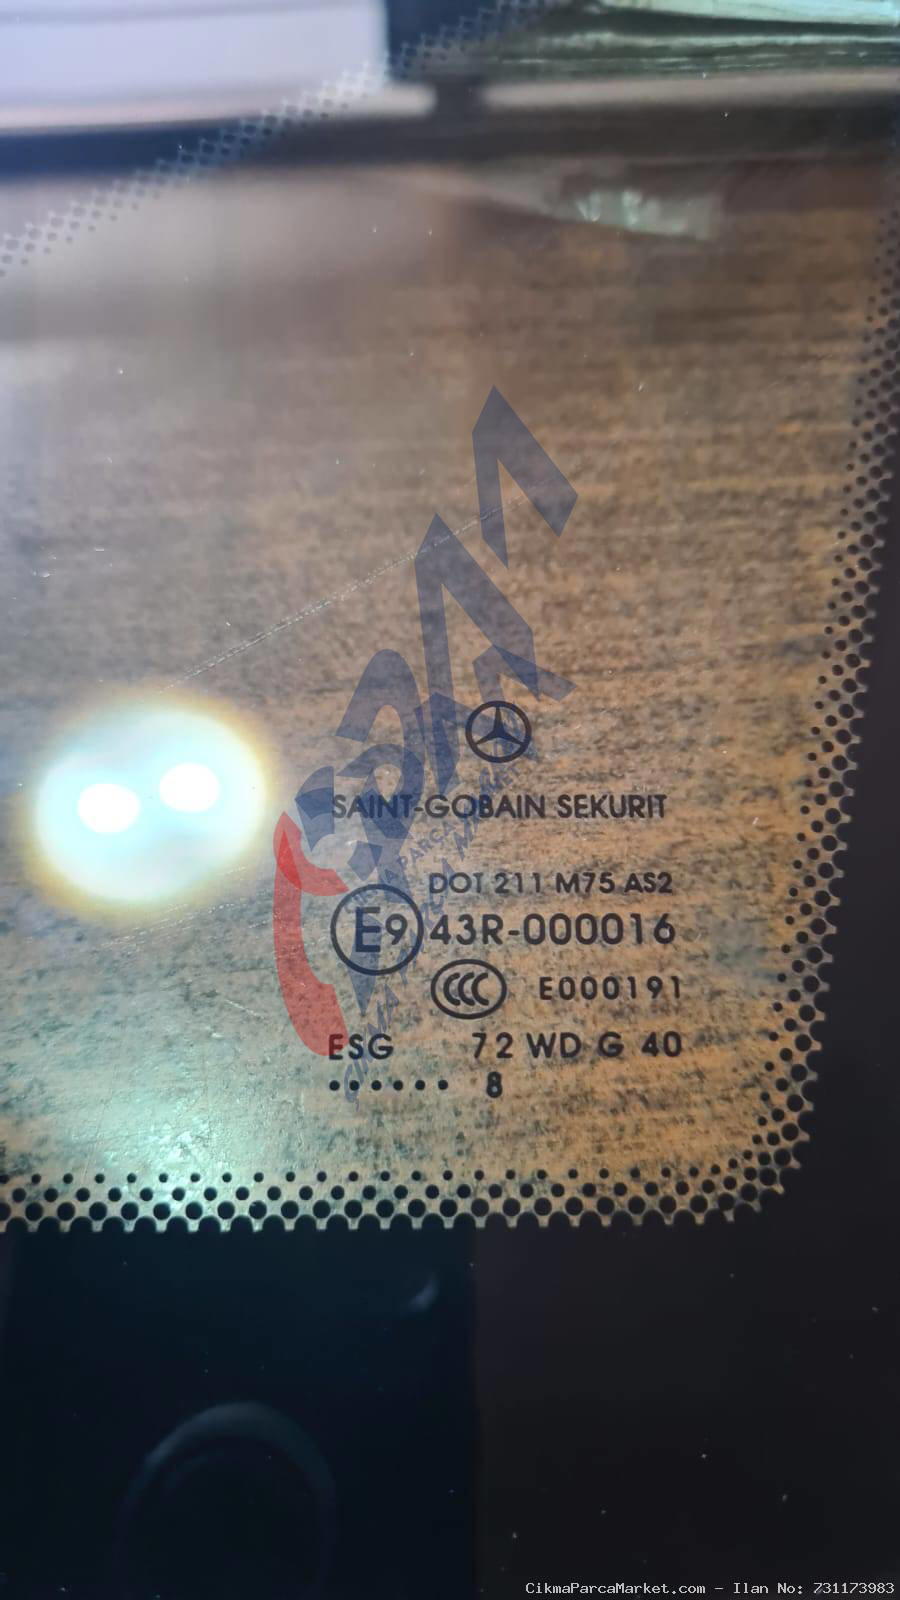 SAINT-GOBAIN SEKURIT
DOT 211 M75 AS2
E9 43R-000016
CCC E000191
ESG 72 WD G 40
...... 8
CikmaParcaMarket.com - Ilan No: 731173983